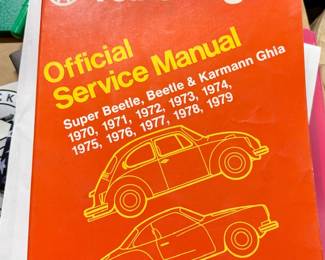 Official
Service Manual
Super Beetle, Beetle & Karmann Ghia
1970, 1971, 1972, 1973, 1974,
1975, 1976, 1977, 1978, 1979